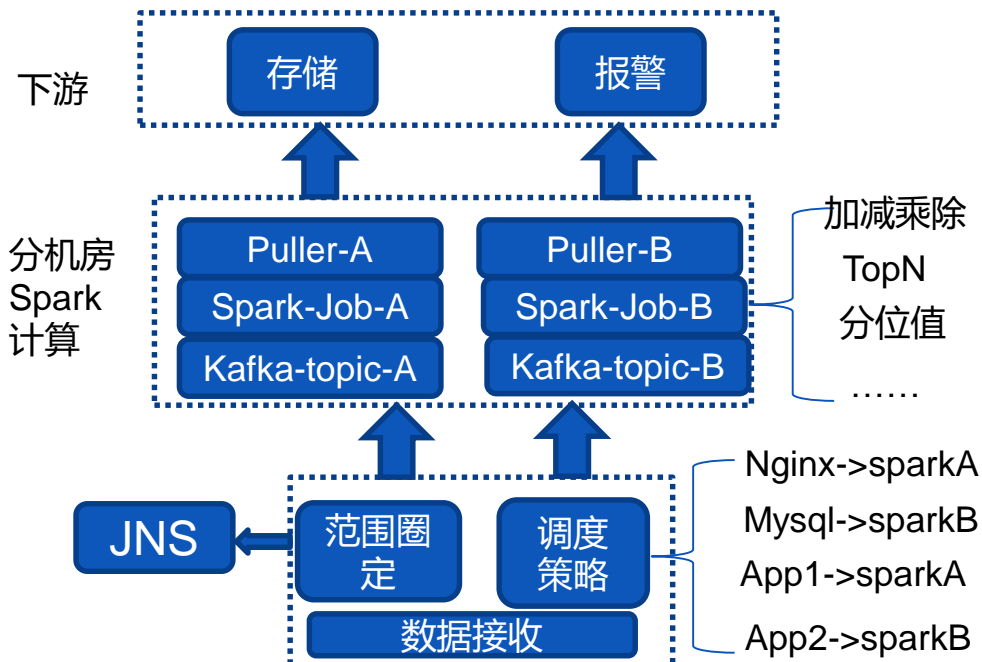 下游
存储
报警
分机房
Spark
计算
Puller-A
Spark-Job-A
Kafka-topic-A
Puller-B
Spark-Job-B
Kafka-topic-B
加减乘除
TopN
分位值
……
JNS
范围圈
定
调度
策略
数据接收
Nginx->sparkA
Mysql->sparkB
App1->sparkA
App2->sparkB